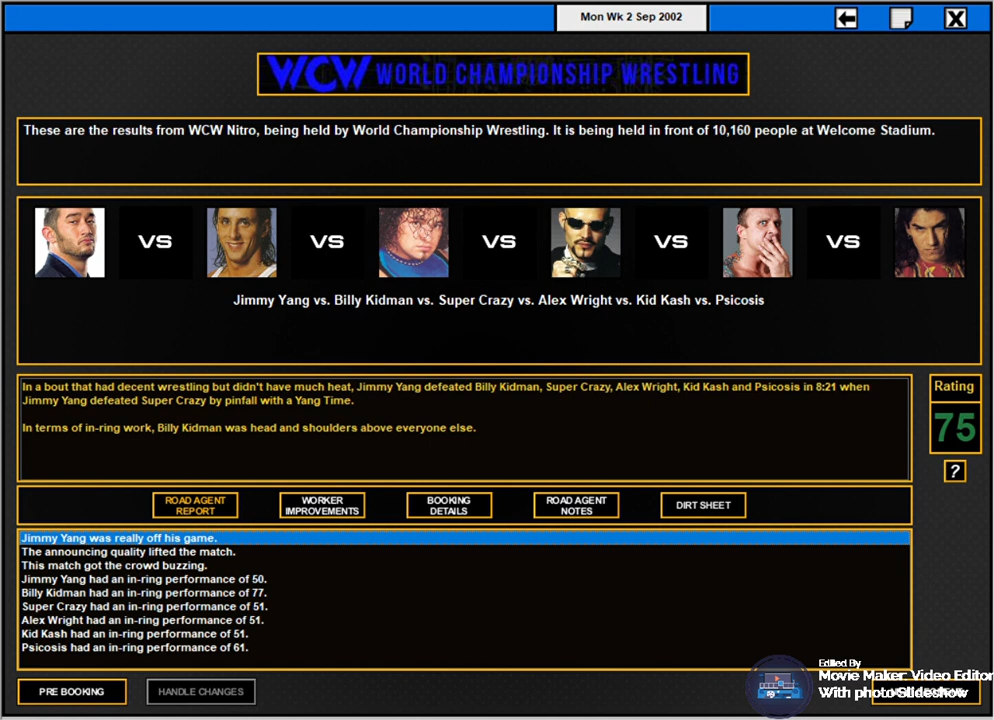 Mon Wk 2 Sep 2002
WCW WORLD CHAMPIONSHIP WRESTLING
These are the results from WCW Nitro, being held by World Championship Wrestling. It is being held in front of 10,160 people at Welcome Stadium.
VS VS VS VS VS
Jimmy Yang vs. Billy Kidman vs. Super Crazy vs. Alex Wright vs. Kid Kash vs. Psicosis
In a bout that had decent wrestling but didn't have much heat, Jimmy Yang defeated Billy Kidman, Super Crazy, Alex Wright, Kid Kash and Psicosis in 8:21 when
Jimmy Yang defeated Super Crazy by pinfall with a Yang Time.
In terms of in-ring work, Billy Kidman was head and shoulders above everyone else.
Rating
75
?
ROAD AGENT REPORT
WORKER IMPROVEMENTS
BOOKING DETAILS
ROAD AGENT NOTES
DIRT SHEET
Jimmy Yang was really off his game.
The announcing quality lifted the match.
This match got the crowd buzzing.
Jimmy Yang had an in-ring performance of 50.
Billy Kidman had an in-ring performance of 77.
Super Crazy had an in-ring performance of 51.
Alex Wright had an in-ring performance of 51.
Kid Kash had an in-ring performance of 51.
Psicosis had an in-ring performance of 61.
PRE BOOKING
HANDLE CHANGES
Edited By
Movie Maker: Video Editor
With photo Slideshow